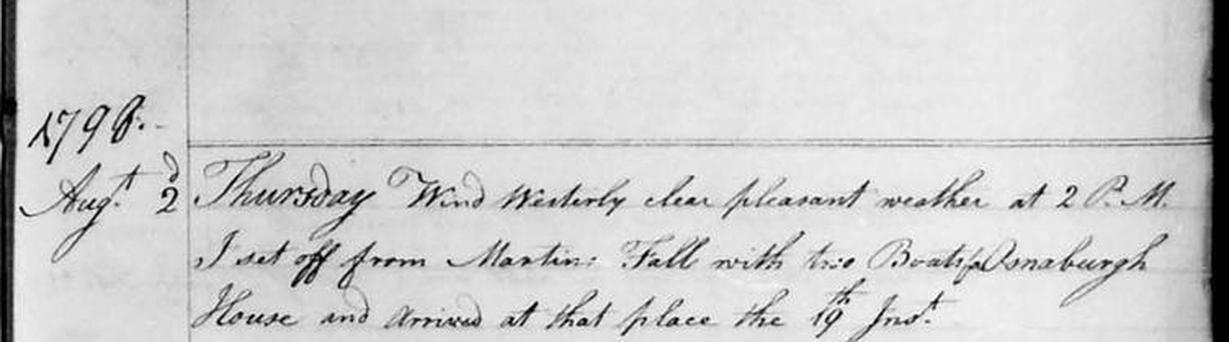 1798.
Augt 2d Thursday Wind Westerly clear pleasant weather at 2 P.M.
I set off from Martin: Fall with two Boats for Osnaburgh
House and arrived at that place the 19th Inst.